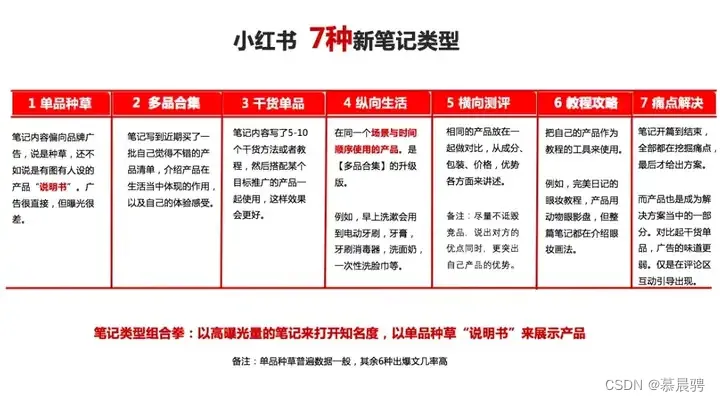 小红书 7种新笔记类型
1 单品种草
笔记内容偏向品牌广
告，说是种草，还不
如说是有图有人设的
产品“说明书”。广
告很直接，但曝光很
差。
2 多品合集
笔记写到近期买了一
批自己觉得不错的产
品清单，介绍产品在
生活当中体现的作用，
以及自己的体验感受。
3 干货单品
笔记内容写了5-10
个干货方法或者教
程，然后搭配某个
目标推广的产品一
起使用，这样效果
会更好。
4 纵向生活
在同一个场景与时间
顺序使用的产品。是
【多品合集】的升级
版。
例如，早上洗漱会用
到电动牙刷，牙膏，
牙刷消毒器，洗面奶，
一次性洗脸巾等。
5 横向测评
相同的产品放在一
起做对比，从成分、
包装、价格，优势
各方面来讲述。
备注：尽量不诋毁
竞品，说出对方的
优点同时，更突出
自己产品的优势。
6 教程攻略
把自己的产品作为
教程的工具来使用。
例如，完美日记的
眼妆教程，产品用
动物眼影盘，但整
篇笔记都在介绍眼
妆画法。
7 痛点解决
笔记开篇到结束，
全部都在挖掘痛点，
最后才给出方案。
而产品也是成为解
决方案当中的一部
分。对比起干货单
品，广告的味道更
弱。仅是在评论区
互动引导出现。
笔记类型组合拳：以高曝光量的笔记来打开知名度，以单品种草“说明书”来展示产品
备注：单品种草普遍数据一般，其余6种出爆文几率高
CSDN @慕晨骋